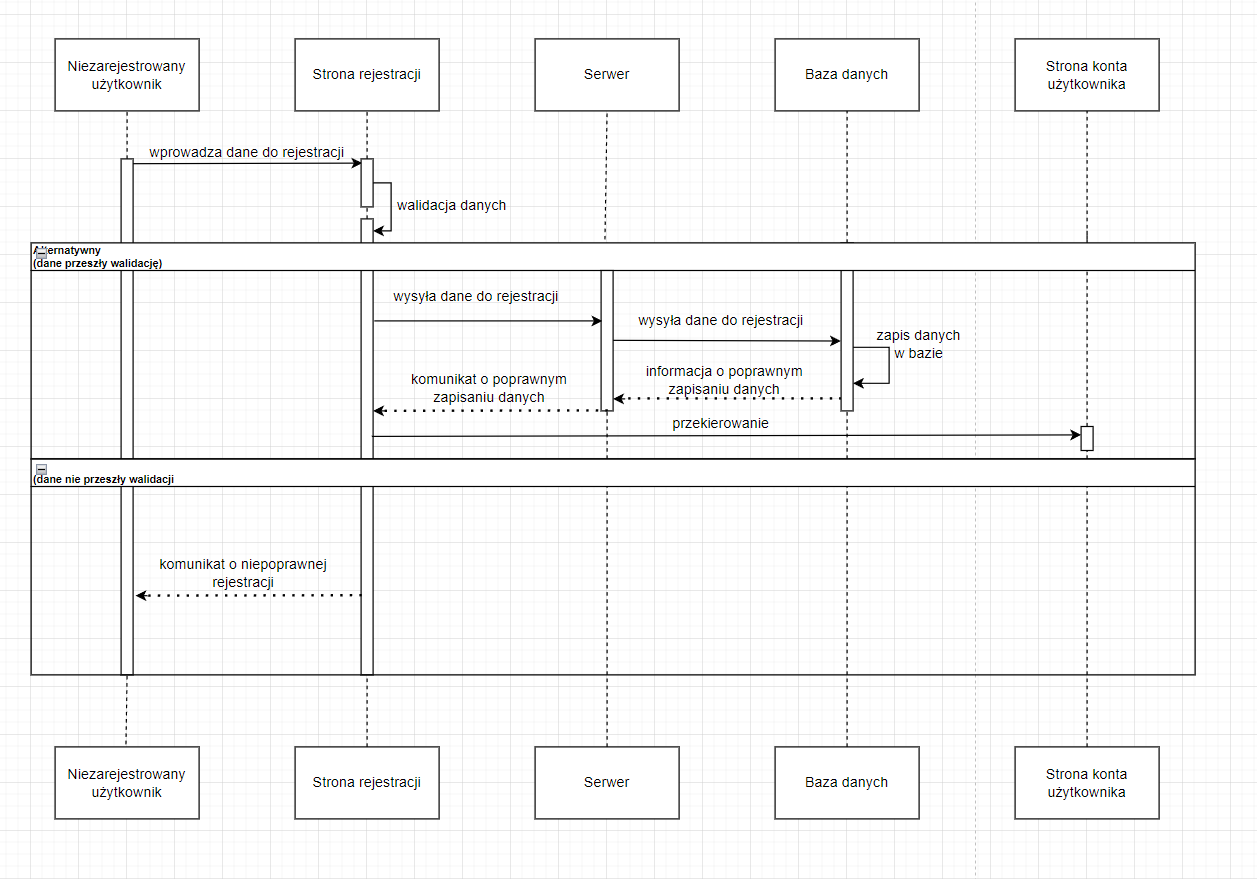 Niezarejestrowany
użytkownik
Strona rejestracji
Serwer
Baza danych
Strona konta
użytkownika
wprowadza dane do rejestracji
walidacja danych
Alternatywny
(dane przeszły walidację)
wysyła dane do rejestracji
wysyła dane do rejestracji
zapis danych
w bazie
informacja o poprawnym
zapisaniu danych
komunikat o poprawnym
zapisaniu danych
przekierowanie
(dane nie przeszły walidacji
komunikat o niepoprawnej
rejestracji
Niezarejestrowany
użytkownik
Strona rejestracji
Serwer
Baza danych
Strona konta
użytkownika